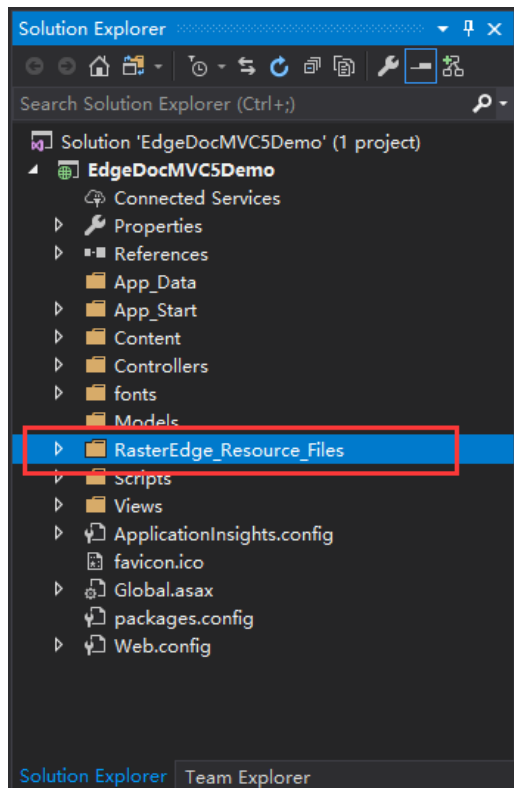 Solution Explorer
Search Solution Explorer (Ctrl+;)
Solution 'EdgeDocMVC5Demo' (1 project)
EdgeDocMVC5Demo
Connected Services
Properties
References
App_Data
App_Start
Content
Controllers
fonts
Models
RasterEdge_Resource_Files
Scripts
Views
ApplicationInsights.config
favicon.ico
Global.asax
packages.config
Web.config
Solution Explorer Team Explorer